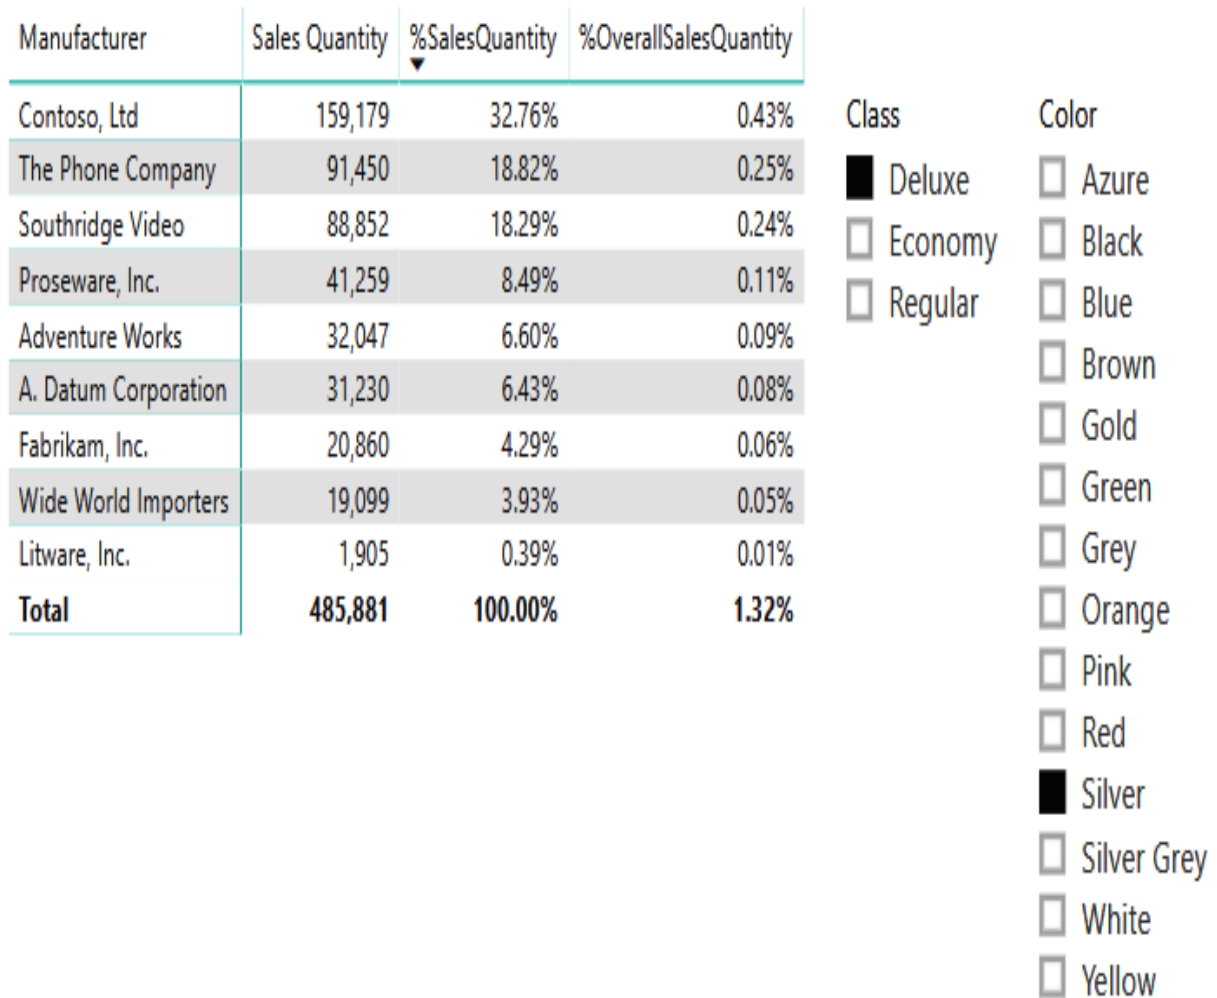 Manufacturer Sales Quantity %SalesQuantity %OverallSalesQuantity
Contoso, Ltd 159,179 32.76% 0.43%
The Phone Company 91,450 18.82% 0.25%
Southridge Video 88,852 18.29% 0.24%
Proseware, Inc. 41,259 8.49% 0.11%
Adventure Works 32,047 6.60% 0.09%
A. Datum Corporation 31,230 6.43% 0.08%
Fabrikam, Inc. 20,860 4.29% 0.06%
Wide World Importers 19,099 3.93% 0.05%
Litware, Inc. 1,905 0.39% 0.01%
Total 485,881 100.00% 1.32%
Class
Deluxe
Economy
Regular
Color
Azure
Black
Blue
Brown
Gold
Green
Grey
Orange
Pink
Red
Silver
Silver Grey
White
Yellow